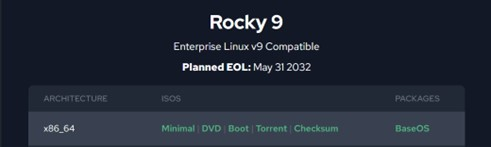 Rocky 9
Enterprise Linux v9 Compatible
Planned EOL: May 31 2032
ARCHITECTURE ISOS PACKAGES
x86_64 Minimal | DVD | Boot | Torrent | Checksum BaseOS